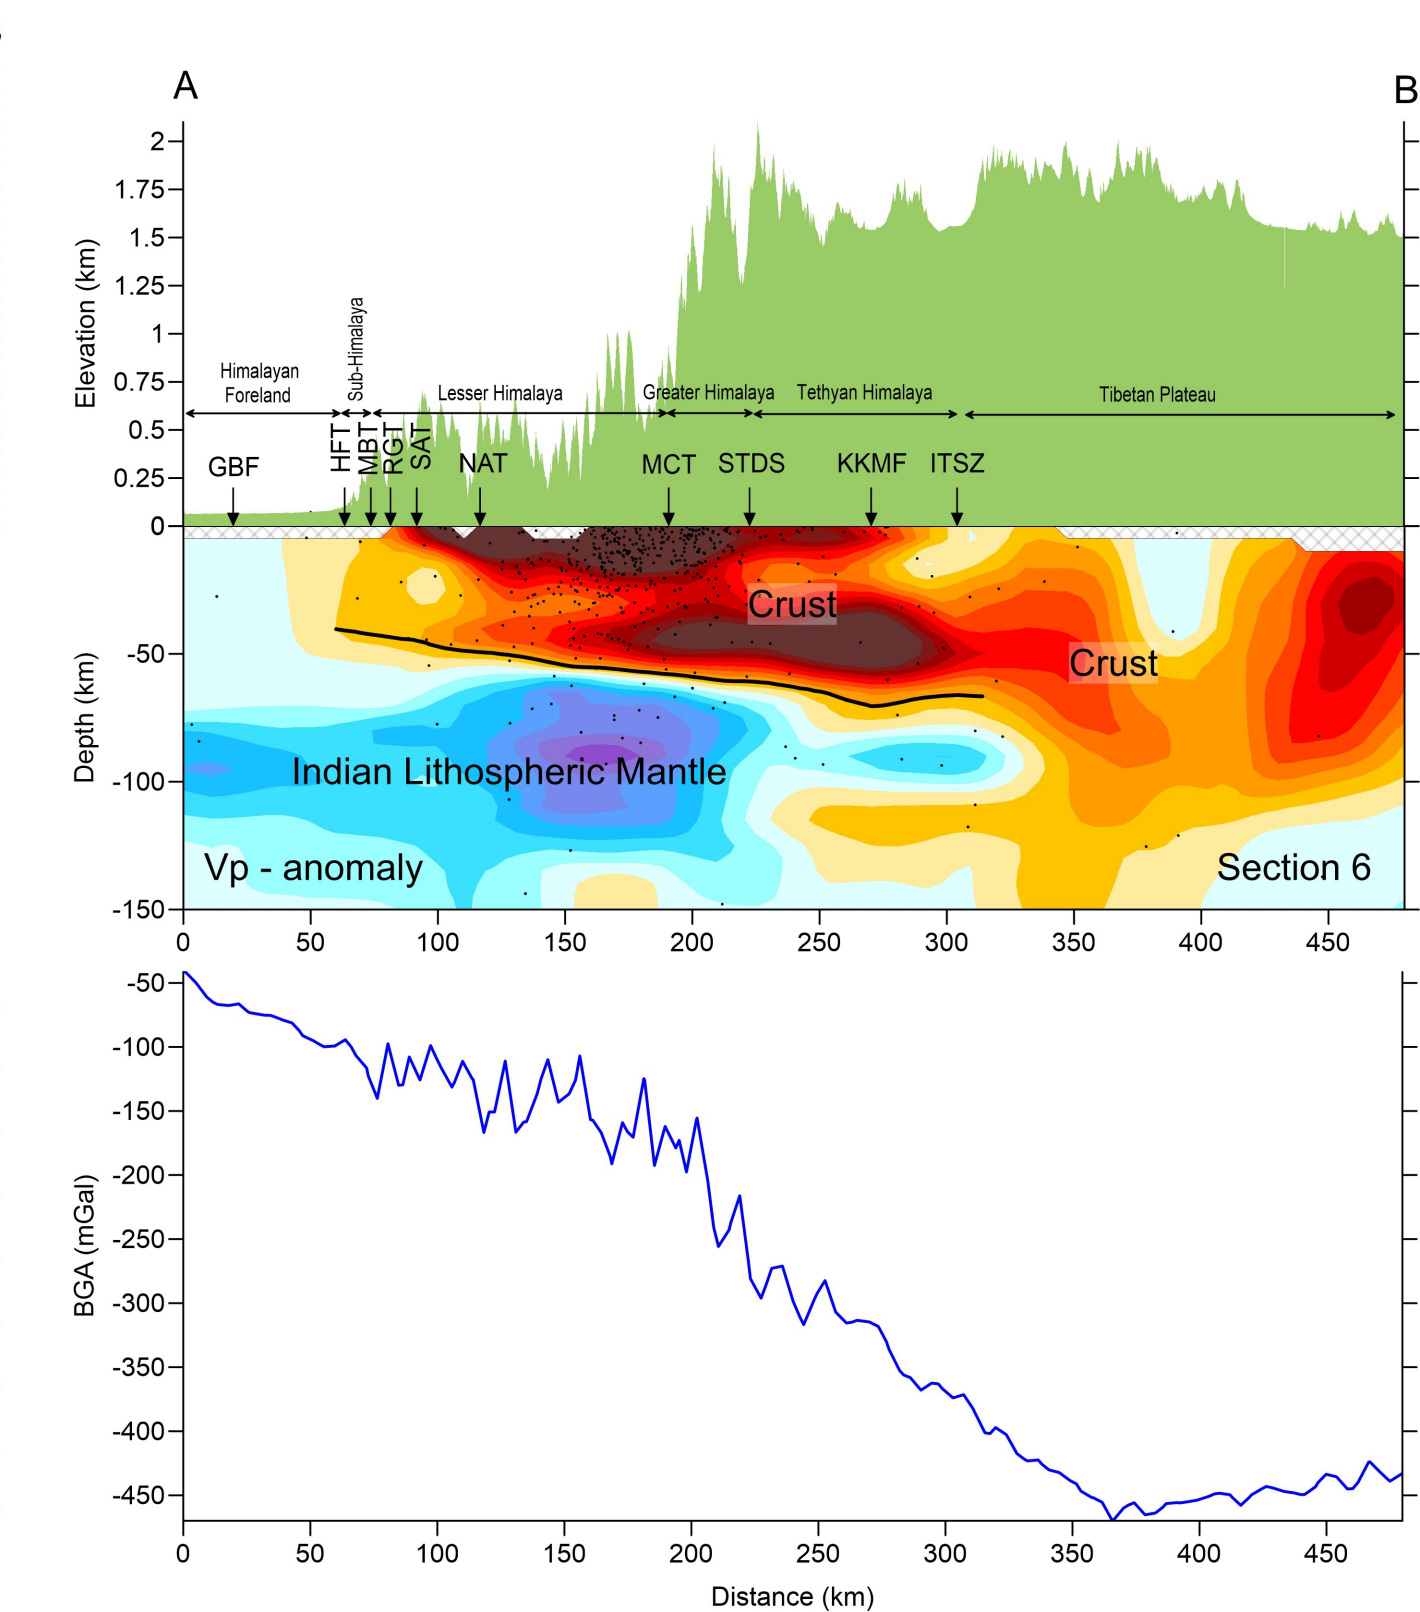 A
B
2
1.75
1.5
1.25
1
0.75
0.5
0.25
0
Elevation (km)
Himalayan
Foreland
Sub-Himalaya
Lesser Himalaya
Greater Himalaya
Tethyan Himalaya
Tibetan Plateau
GBF
HFT
MBT
RGT
SAT
NAT
MCT
STDS
KKMF
ITSZ
-50
-100
-150
Depth (km)
Crust
Crust
Indian Lithospheric Mantle
Vp - anomaly
Section 6
0
50
100
150
200
250
300
350
400
450
-50
-100
-150
-200
-250
-300
-350
-400
-450
BGA (mGal)
0
50
100
150
200
250
300
350
400
450
Distance (km)